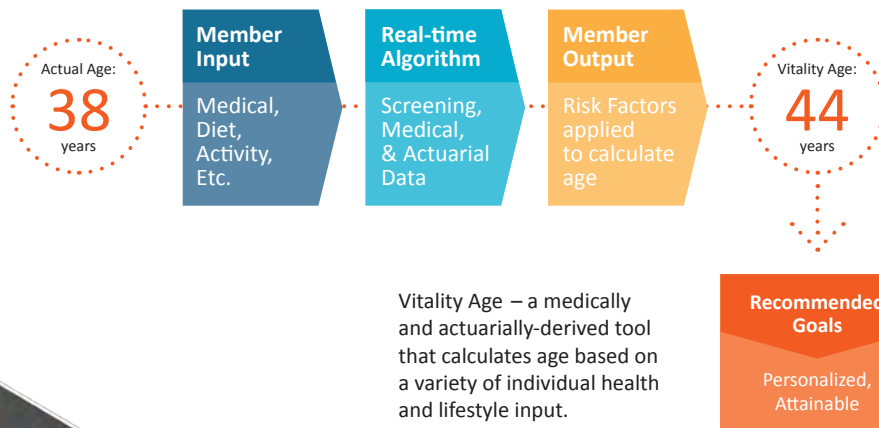 Actual Age:
38
years
Member
Input
Medical,
Diet,
Activity,
Etc.
Real-time
Algorithm
Screening,
Medical,
& Actuarial
Data
Member
Output
Risk Factors
applied
to calculate
age
Vitality Age:
44
years
Vitality Age – a medically
and actuarially-derived tool
that calculates age based on
a variety of individual health
and lifestyle input.
Recommended
Goals
Personalized,
Attainable